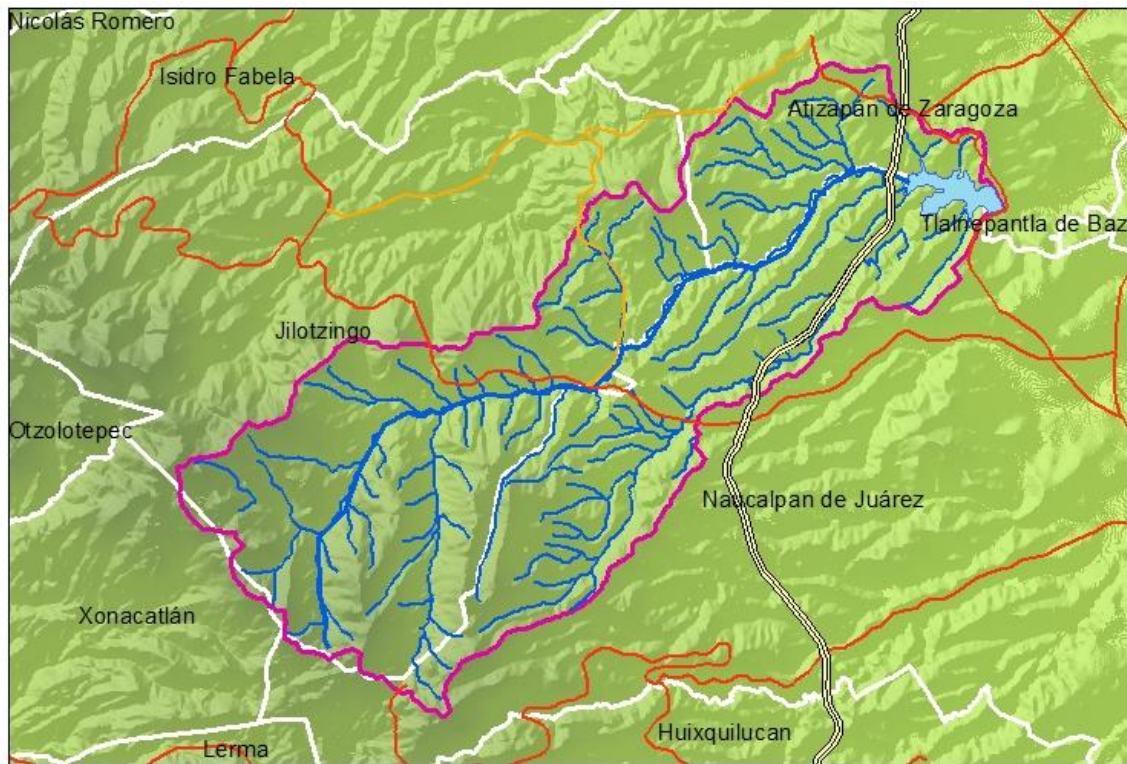 Nicolás Romero
Isidro Fabela
Atizapán de Zaragoza
Tlalnepantla de Baz
Jilotzingo
Otzolotepec
Naucalpan de Juárez
Xonacatlán
Huixquilucan
Lerma